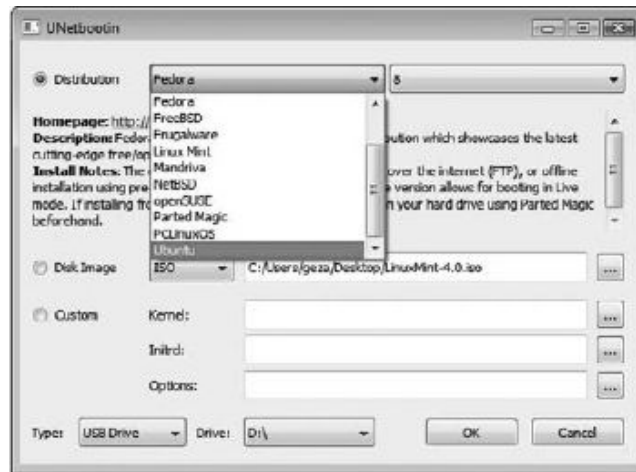 UNetbootin
Distribution Fedora 8
Fedora
FreeBSD
Frugalware
Linux Mint
Mandriva
NetBSD
openSUSE
Parted Magic
PCLinuxOS
Ubuntu
Homepage: http://
Description: Fedor bution which showcases the latest
cutting-edge free/op
Install Notes: The over the internet (FTP), or offline
installation using pre version allows for booting in Live
mode. If installing fro n your hard drive using Parted Magic
beforehand.
Disk Image ISO C:/Users/geza/Desktop/LinuxMint-4.0.iso ...
Custom Kernel: ...
Initrd: ...
Options: ...
Type: USB Drive Drive: D:\ OK Cancel